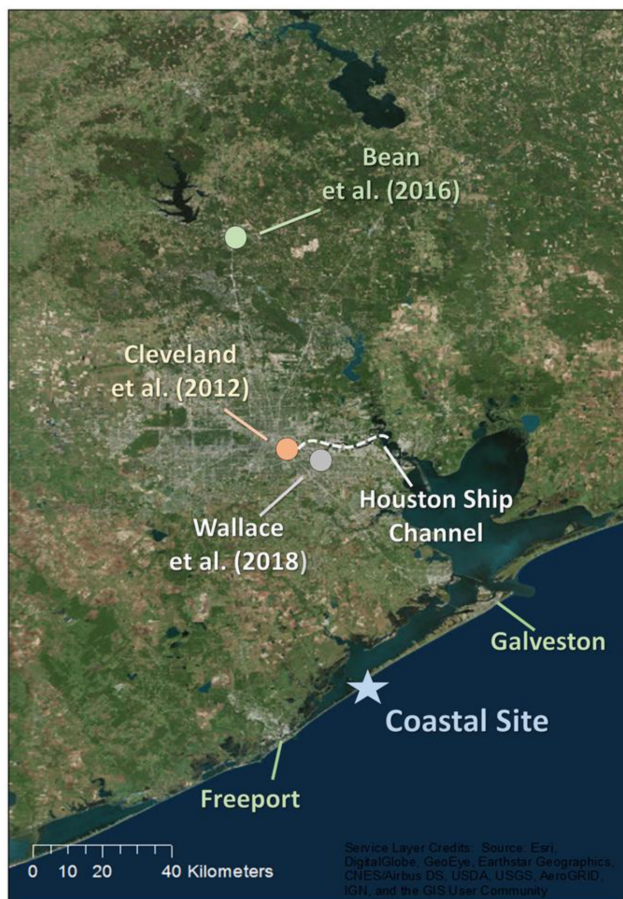 Bean
et al. (2016)
Cleveland
et al. (2012)
Wallace
et al. (2018)
Houston Ship
Channel
Galveston
Coastal Site
Freeport
0 10 20 40 Kilometers
Service Layer Credits: Source: Esri,
DigitalGlobe, GeoEye, Earthstar Geographics,
CNES/Airbus DS, USDA, USGS, AeroGRID,
IGN, and the GIS User Community